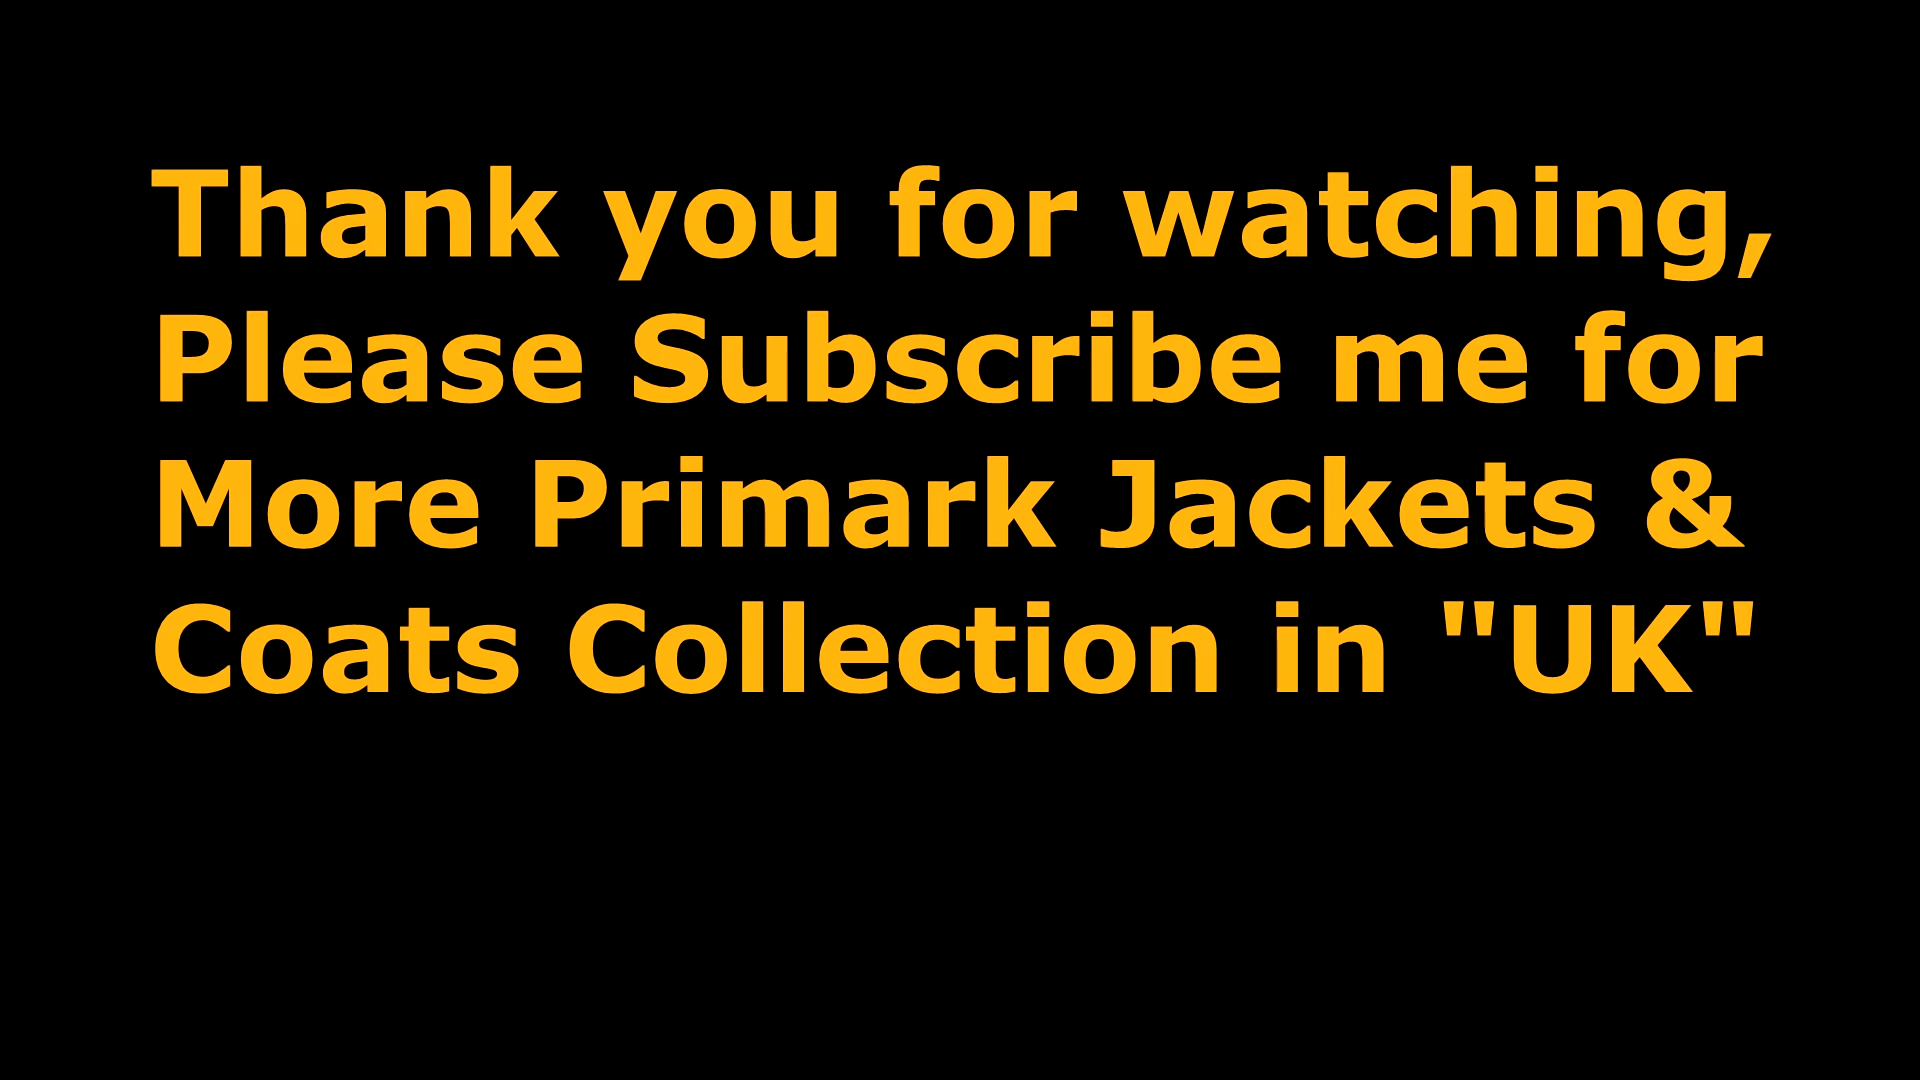 Thank you for watching,
Please Subscribe me for
More Primark Jackets &
Coats Collection in "UK"